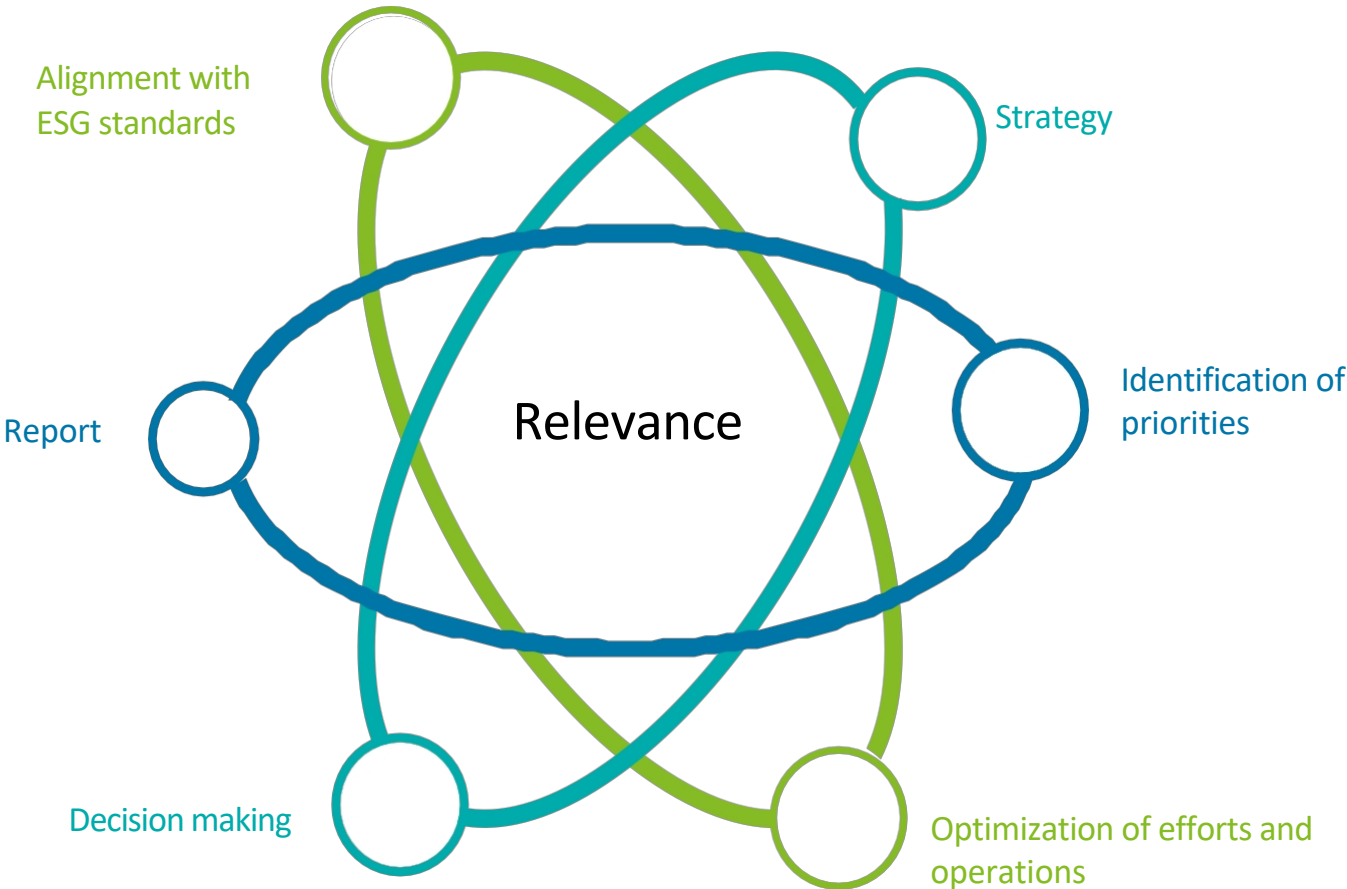 Alignment with
ESG standards
Strategy
Identification of
priorities
Relevance
Report
Decision making
Optimization of efforts and
operations